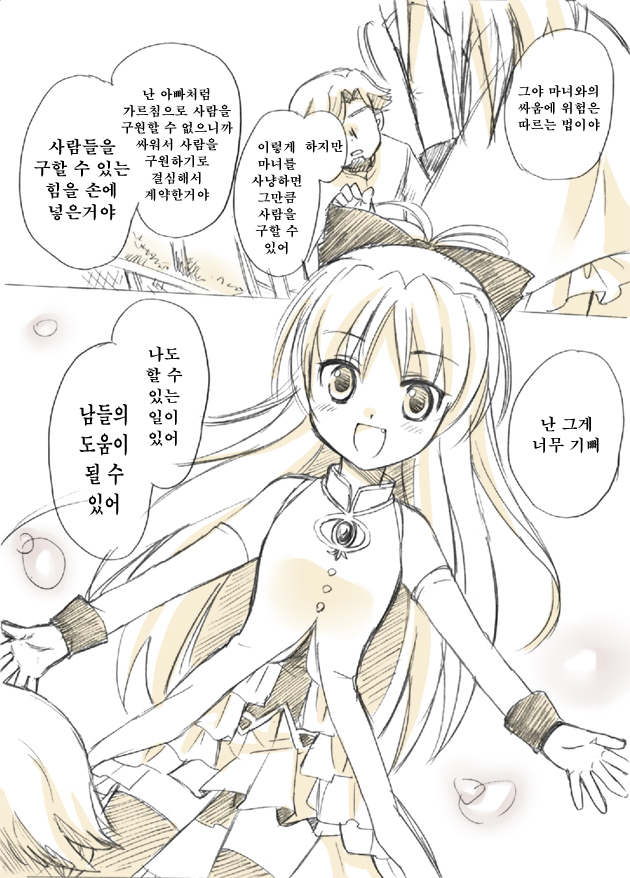 그야 마녀와의
싸움에 위험은
따르는 법이야
이렇게 하지만
마녀를
사냥하면
그만큼
사람을
구할 수
있어
난 아빠처럼
가르침으로 사람을
구원할 수 없으니까
싸워서 사람을
구원하기로
결심해서
계약한거야
사람들을
구할 수 있는
힘을 손에
넣은거야
난 그게
너무 기뻐
나도
할 수
있는
일이
있어
남들의
도움이
될 수
있어